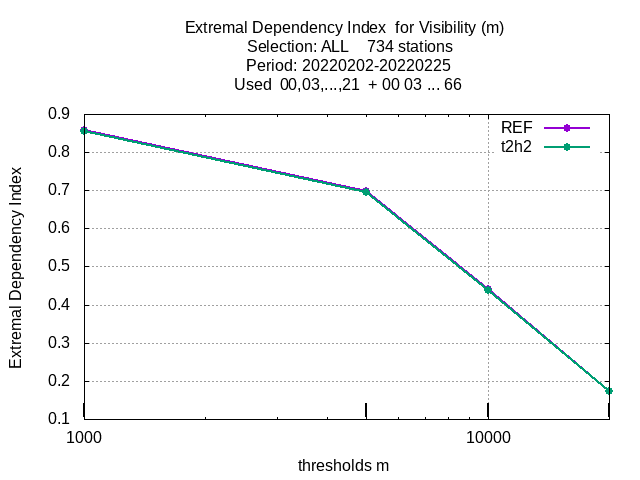 Extremal Dependency Index  for Visibility (m)
Selection: ALL    734 stations
Period: 20220202-20220225
Used  00,03,...,21  + 00 03 ... 66
REF
t2h2
Extremal Dependency Index
0.9
0.8
0.7
0.6
0.5
0.4
0.3
0.2
0.1
1000
10000
thresholds m